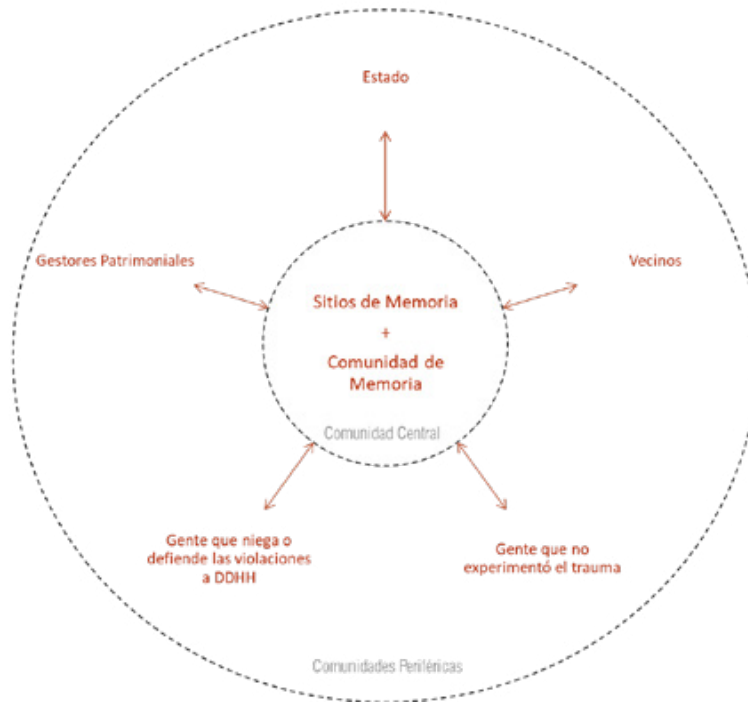 Estado
Gestores Patrimoniales
Vecinos
Sitios de Memoria
+
Comunidad de
Memoria
Comunidad Central
Gente que niega o
defiende las violaciones
a DDHH
Gente que no
experimentó el trauma
Comunidades Periféricas